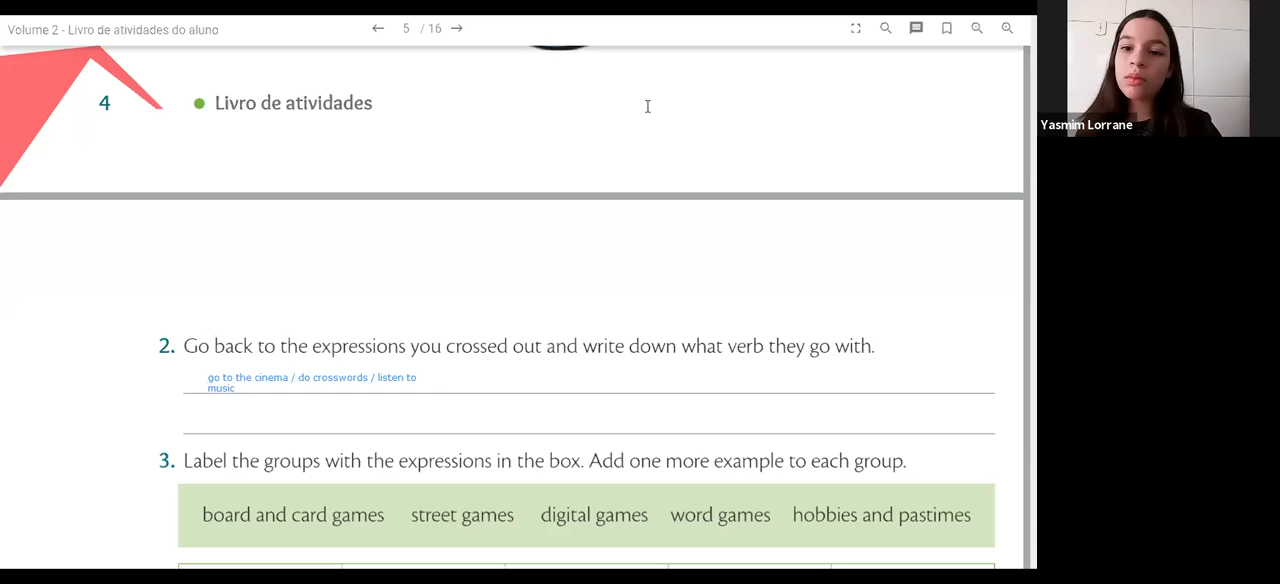 Volume 2 - Livro de atividades do aluno
5 / 16
Yasmim Lorrane
4 Livro de atividades
2. Go back to the expressions you crossed out and write down what verb they go with.
go to the cinema / do crosswords / listen to
music
3. Label the groups with the expressions in the box. Add one more example to each group.
board and card games street games digital games word games hobbies and pastimes